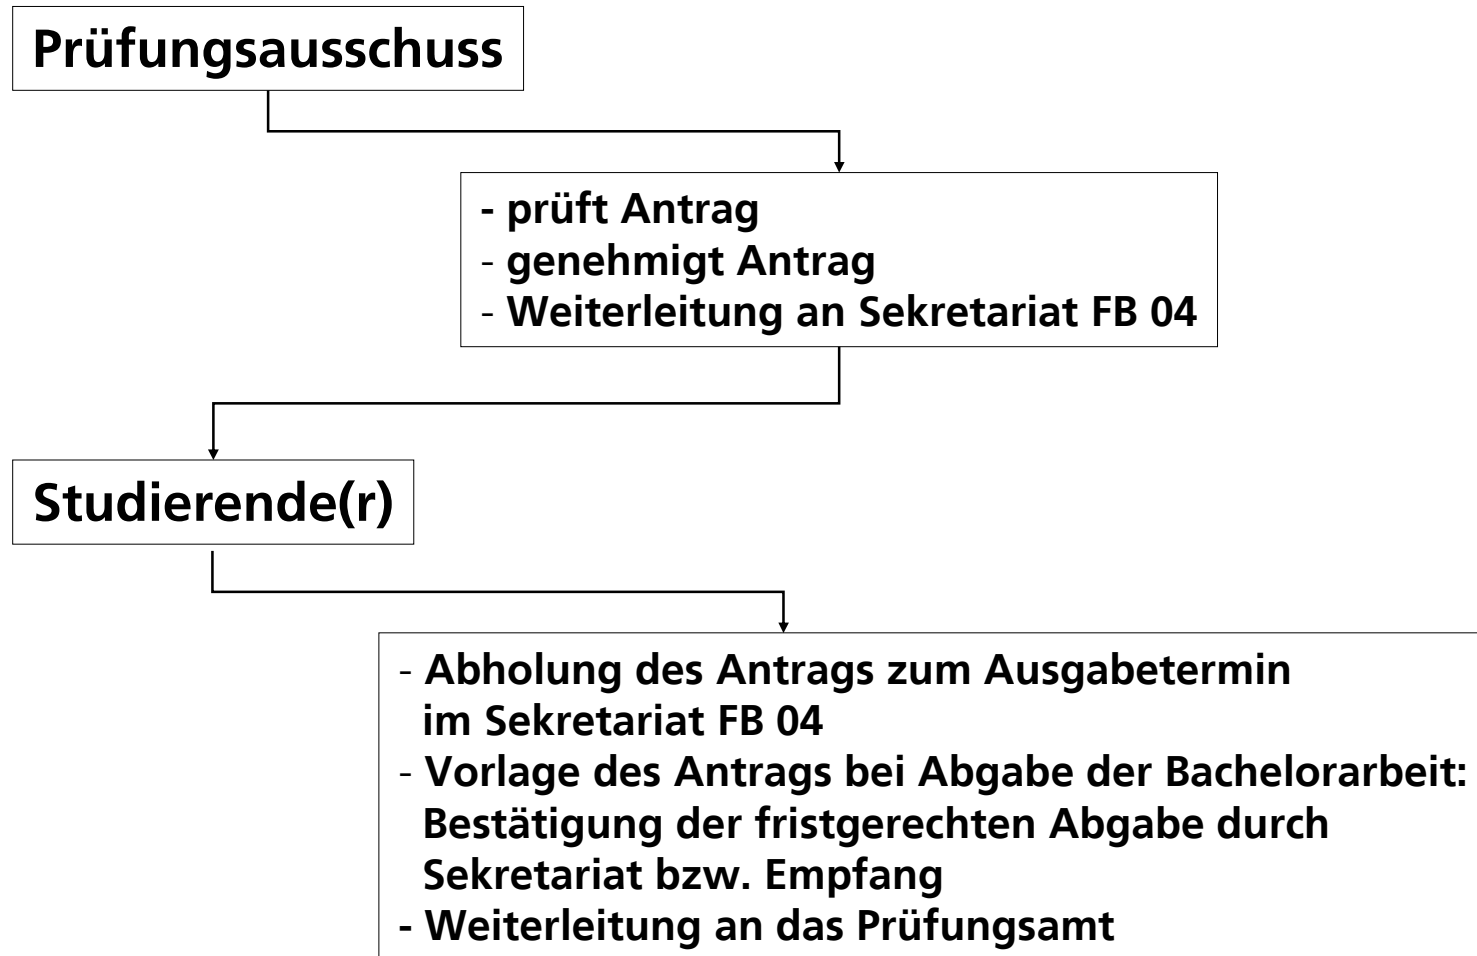 Prüfungsausschuss
- prüft Antrag
- genehmigt Antrag
- Weiterleitung an Sekretariat FB 04
Studierende(r)
- Abholung des Antrags zum Ausgabetermin
im Sekretariat FB 04
- Vorlage des Antrags bei Abgabe der Bachelorarbeit:
Bestätigung der fristgerechten Abgabe durch
Sekretariat bzw. Empfang
- Weiterleitung an das Prüfungsamt